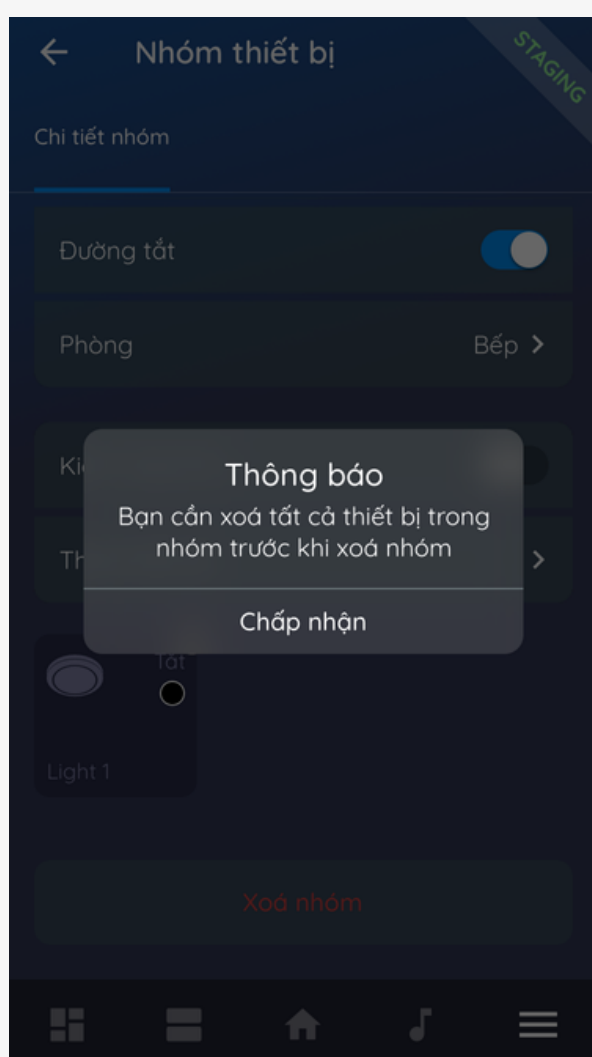 Nhóm thiết bị
STAGING
Chi tiết nhóm
Đường tắt
Phòng
Bếp
Thông báo
Bạn cần xoá tất cả thiết bị trong
nhóm trước khi xoá nhóm
Chấp nhận
Tắt
Light 1
Xoá nhóm